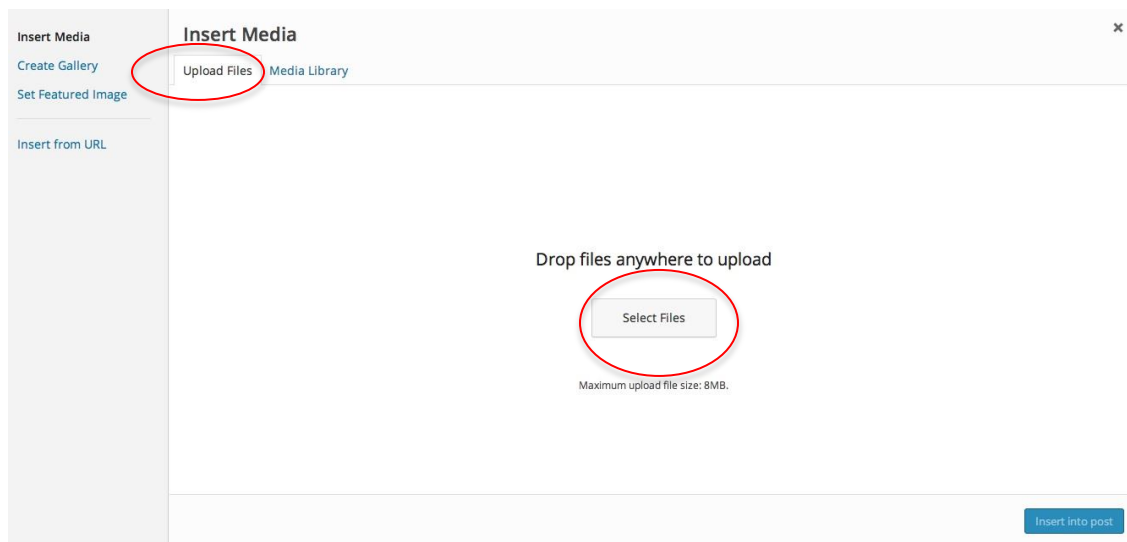 Insert Media
Create Gallery
Set Featured Image
Insert from URL
Insert Media
×
Upload Files
Media Library
Drop files anywhere to upload
Select Files
Maximum upload file size: 8MB.
Insert into post